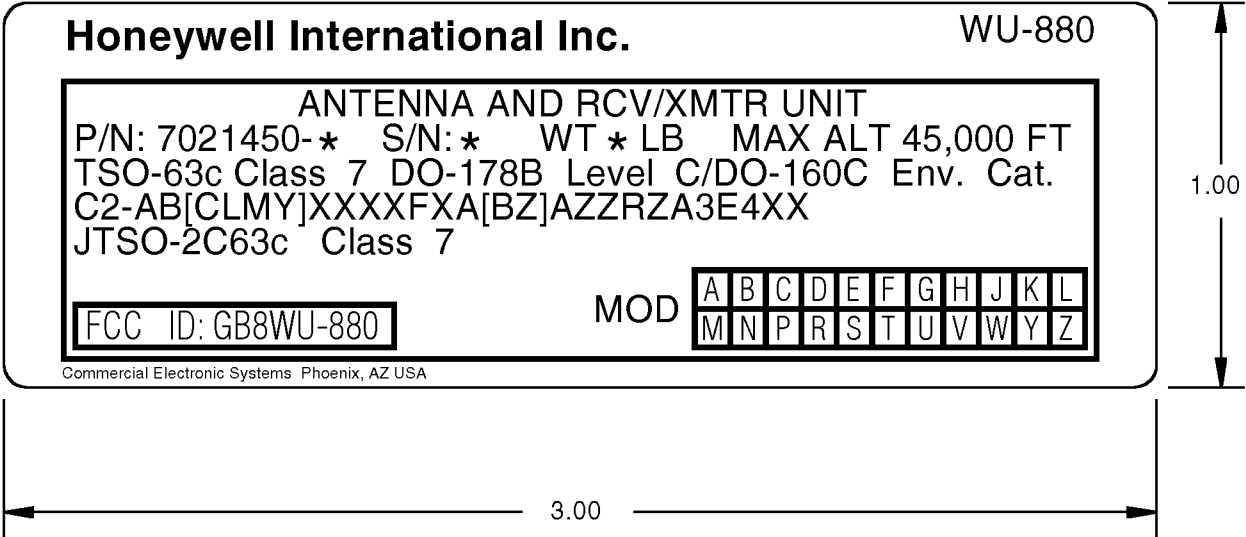 Honeywell International Inc. WU-880
ANTENNA AND RCV/XMTR UNIT
P/N: 7021450-* S/N: * WT * LB MAX ALT 45,000 FT
TSO-63c Class 7 DO-178B Level C/DO-160C Env. Cat.
C2-AB[CLMY]XXXXFXA[BZ]AZZRZA3E4XX
JTSO-2C63c Class 7
MOD A B C D E F G H J K L
M N P R S T U V W Y Z
FCC ID: GB8WU-880
Commercial Electronic Systems Phoenix, AZ USA
1.00
3.00